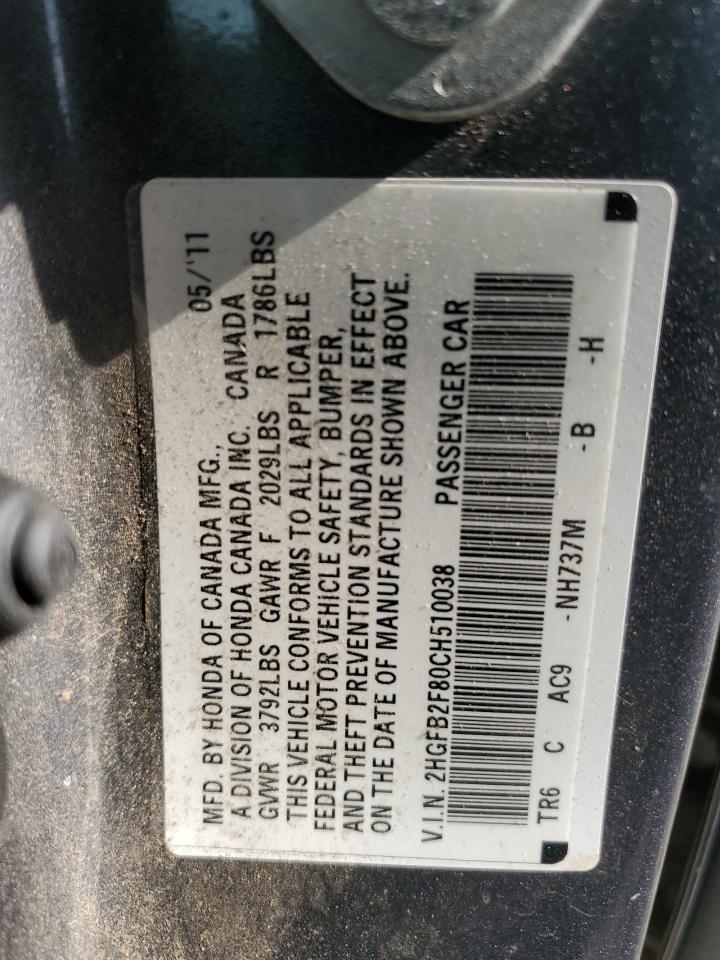 MFD. BY HONDA OF CANADA MFG., 05/'11
A DIVISION OF HONDA CANADA INC. CANADA
GVWR 3792LBS GAWR F 2029LBS R 1786LBS
THIS VEHICLE CONFORMS TO ALL APPLICABLE
FEDERAL MOTOR VEHICLE SAFETY, BUMPER,
AND THEFT PREVENTION STANDARDS IN EFFECT
ON THE DATE OF MANUFACTURE SHOWN ABOVE.
V.I.N. 2HGFB2F80CH510038 PASSENGER CAR
TR6 C AC9 -NH737M -B -H